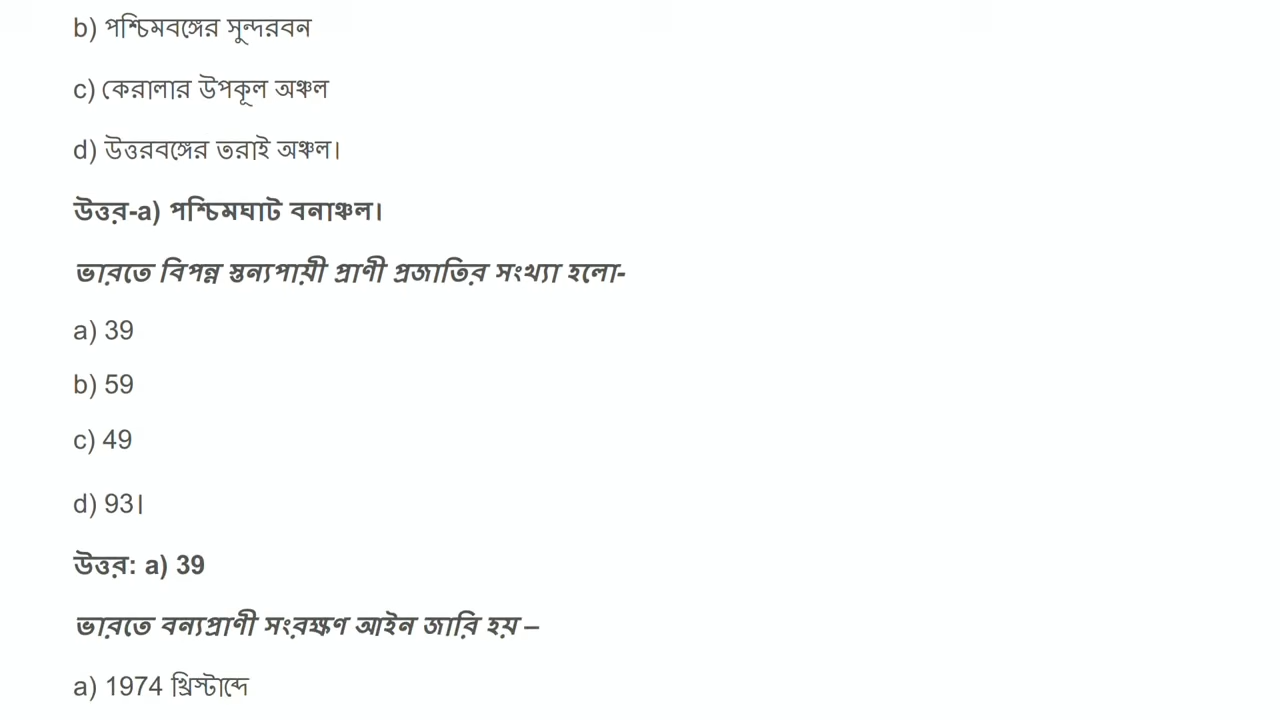 b) পশ্চিমবঙ্গের সুন্দরবন
c) কেরালার উপকূল অঞ্চল
d) উত্তরবঙ্গের তরাই অঞ্চল।
উত্তর-a) পশ্চিমঘাট বনাঞ্চল।
ভারতে বিপন্ন স্তন্যপায়ী প্রাণী প্রজাতির সংখ্যা হলো-
a) 39
b) 59
c) 49
d) 93।
উত্তর: a) 39
ভারতে বন্যপ্রাণী সংরক্ষণ আইন জারি হয় –
a) 1974 খ্রিস্টাব্দে